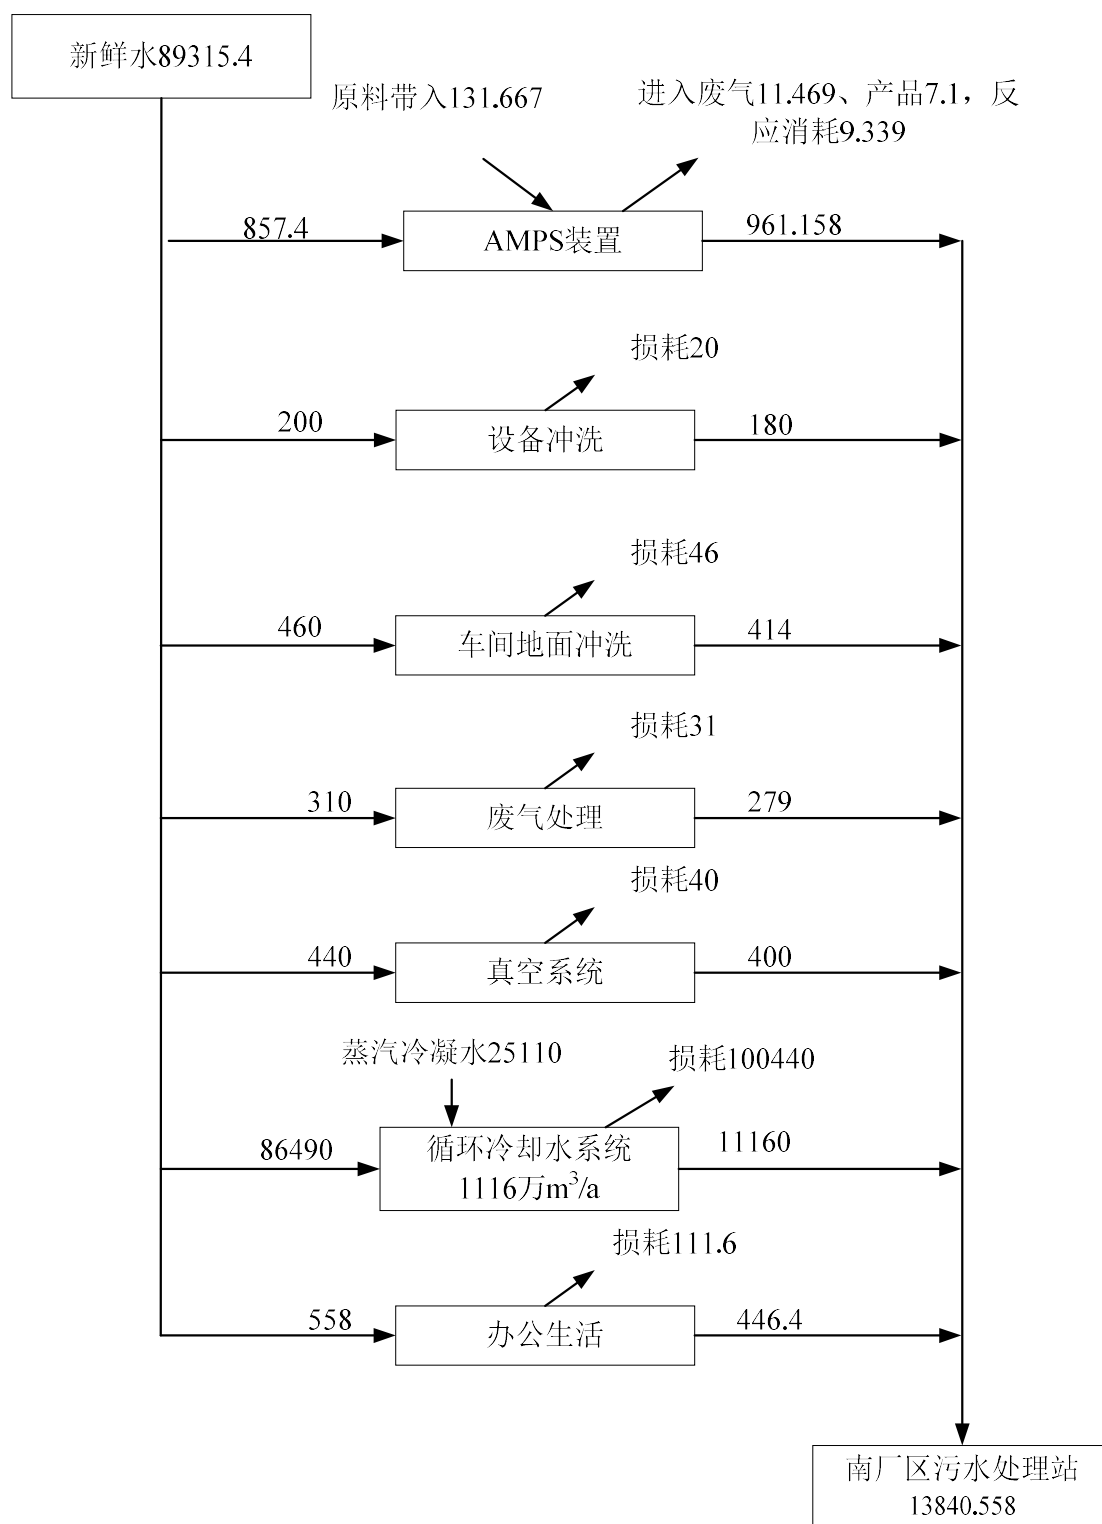 新鲜水89315.4
原料带入131.667
进入废气11.469、产品7.1，反
应消耗9.339
857.4
AMPS装置
961.158
损耗20
200
设备冲洗
180
损耗46
460
车间地面冲洗
414
损耗31
310
废气处理
279
损耗40
440
真空系统
400
蒸汽冷凝水25110
损耗100440
86490
循环冷却水系统
1116万m³/a
11160
损耗111.6
558
办公生活
446.4
南厂区污水处理站
13840.558